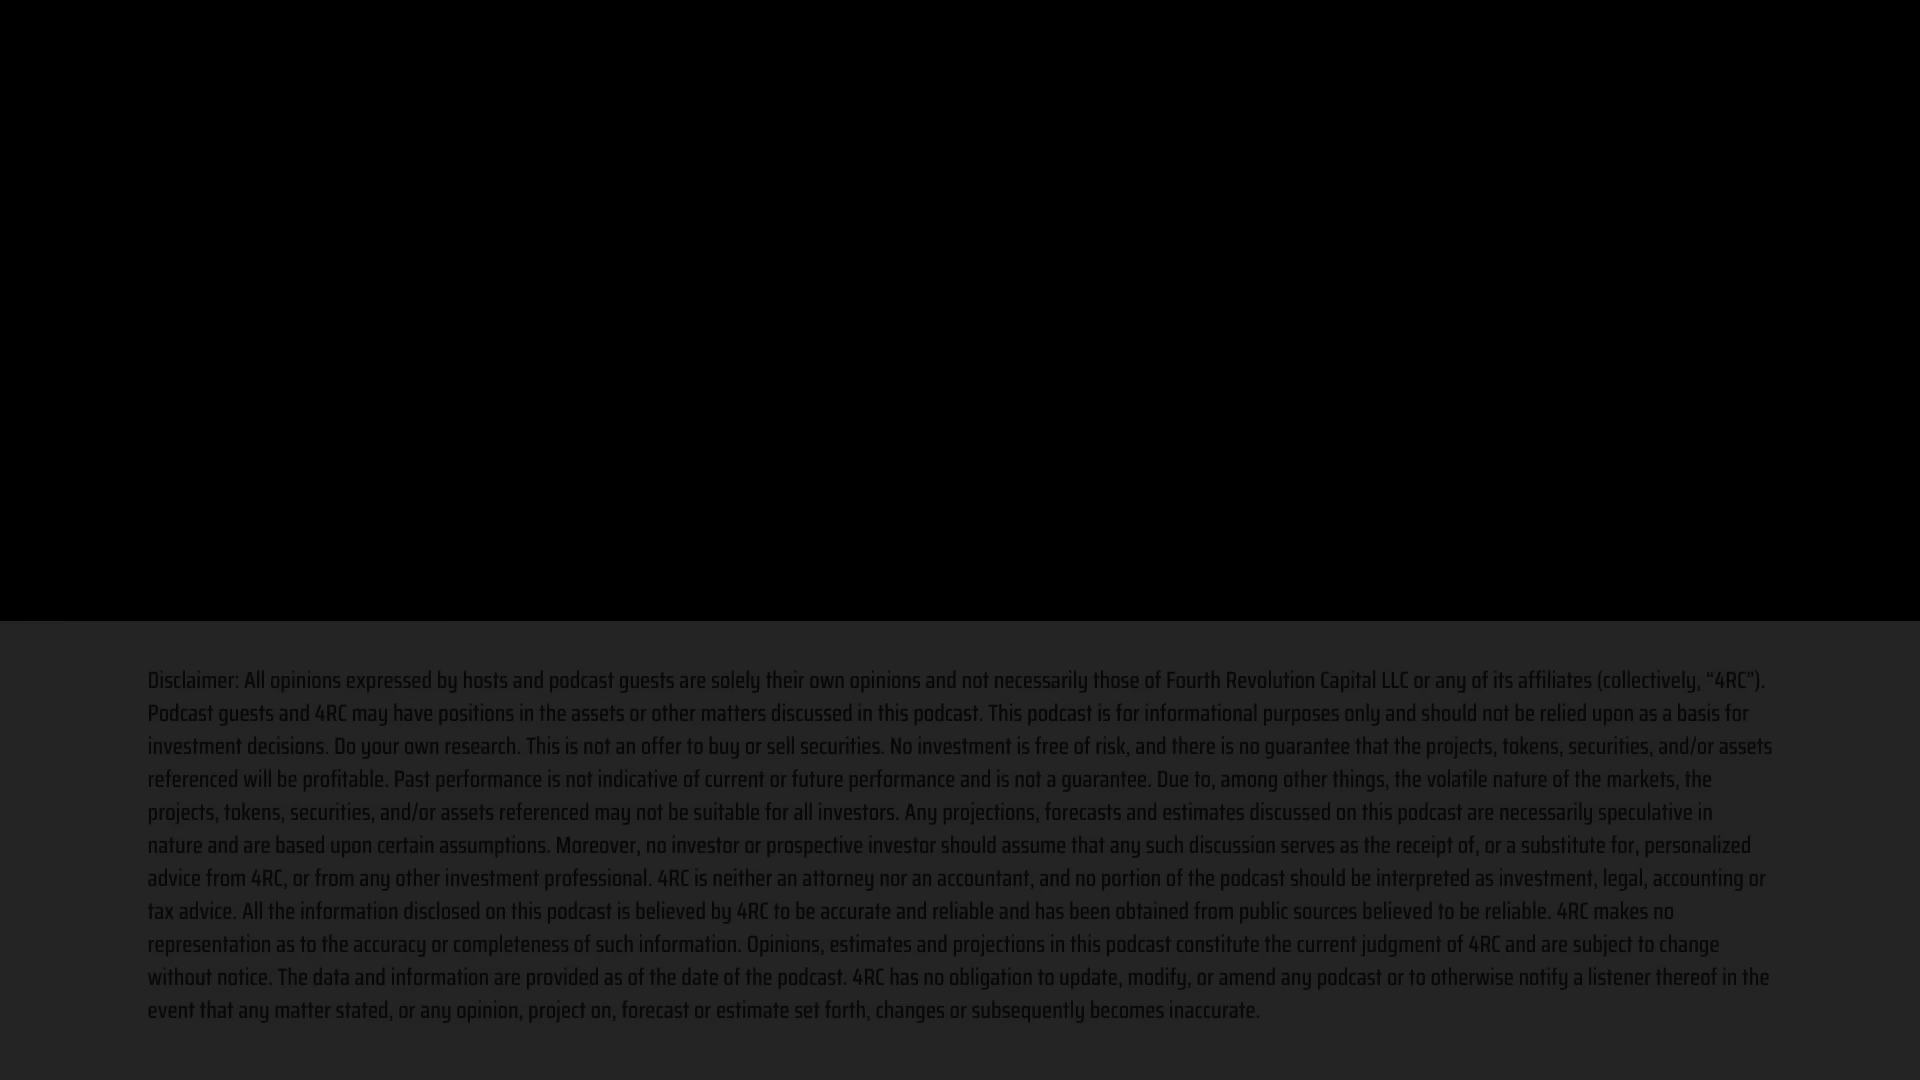 Disclaimer: All opinions expressed by hosts and podcast guests are solely their own opinions and not necessarily those of Fourth Revolution Capital LLC or any of its affiliates (collectively, “4RC”).
Podcast guests and 4RC may have positions in the assets or other matters discussed in this podcast. This podcast is for informational purposes only and should not be relied upon as a basis for
investment decisions. Do your own research. This is not an offer to buy or sell securities. No investment is free of risk, and there is no guarantee that the projects, tokens, securities, and/or assets
referenced will be profitable. Past performance is not indicative of current or future performance and is not a guarantee. Due to, among other things, the volatile nature of the markets, the
projects, tokens, securities, and/or assets referenced may not be suitable for all investors. Any projections, forecasts and estimates discussed on this podcast are necessarily speculative in
nature and are based upon certain assumptions. Moreover, no investor or prospective investor should assume that any such discussion serves as the receipt of, or a substitute for, personalized
advice from 4RC, or from any other investment professional. 4RC is neither an attorney nor an accountant, and no portion of the podcast should be interpreted as investment, legal, accounting or
tax advice. All the information disclosed on this podcast is believed by 4RC to be accurate and reliable and has been obtained from public sources believed to be reliable. 4RC makes no
representation as to the accuracy or completeness of such information. Opinions, estimates and projections in this podcast constitute the current judgment of 4RC and are subject to change
without notice. The data and information are provided as of the date of the podcast. 4RC has no obligation to update, modify, or amend any podcast or to otherwise notify a listener thereof in the
event that any matter stated, or any opinion, project on, forecast or estimate set forth, changes or subsequently becomes inaccurate.